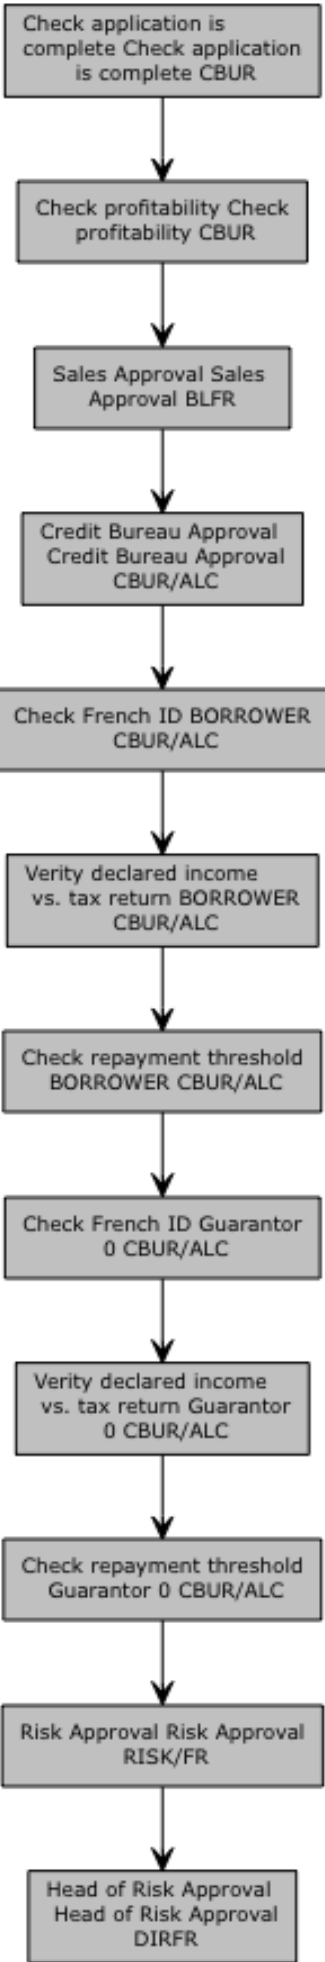 Check application is
complete Check application
is complete CBUR
Check profitability Check
profitability CBUR
Sales Approval Sales
Approval BLFR
Credit Bureau Approval
Credit Bureau Approval
CBUR/ALC
Check French ID BORROWER
CBUR/ALC
Verity declared income
vs. tax return BORROWER
CBUR/ALC
Check repayment threshold
BORROWER CBUR/ALC
Check French ID Guarantor
0 CBUR/ALC
Verity declared income
vs. tax return Guarantor
0 CBUR/ALC
Check repayment threshold
Guarantor 0 CBUR/ALC
Risk Approval Risk Approval
RISK/FR
Head of Risk Approval
Head of Risk Approval
DIRFR